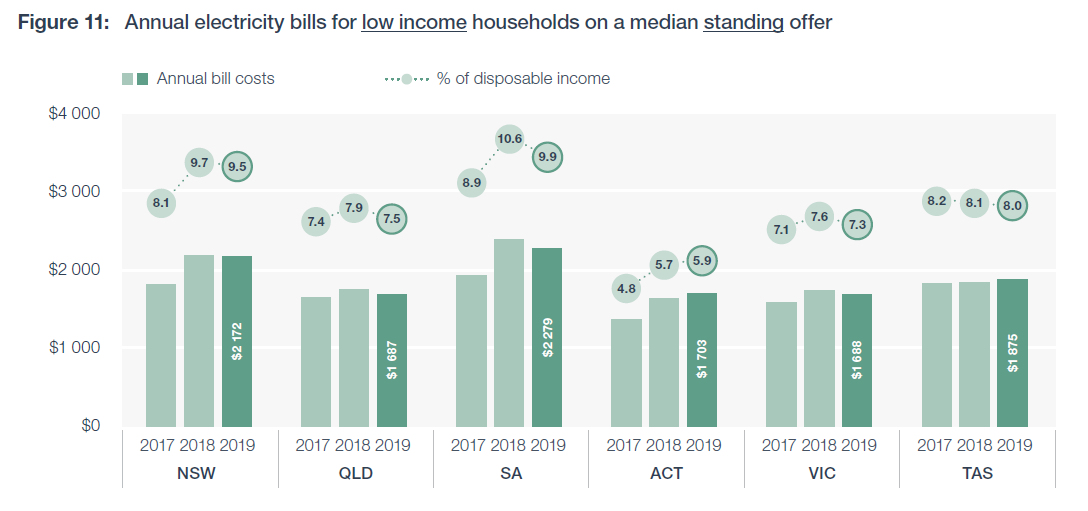 Figure 11: Annual electricity bills for low income households on a median standing offer
Annual bill costs % of disposable income
$4 000
$3 000
$2 000
$1 000
$0
8.1 9.7 9.5
7.4 7.9 7.5
8.9 10.6 9.9
4.8 5.7 5.9
7.1 7.6 7.3
8.2 8.1 8.0
$2 172
$1 687
$2 279
$1 703
$1 688
$1 875
2017 2018 2019 2017 2018 2019 2017 2018 2019 2017 2018 2019 2017 2018 2019 2017 2018 2019
NSW QLD SA ACT VIC TAS